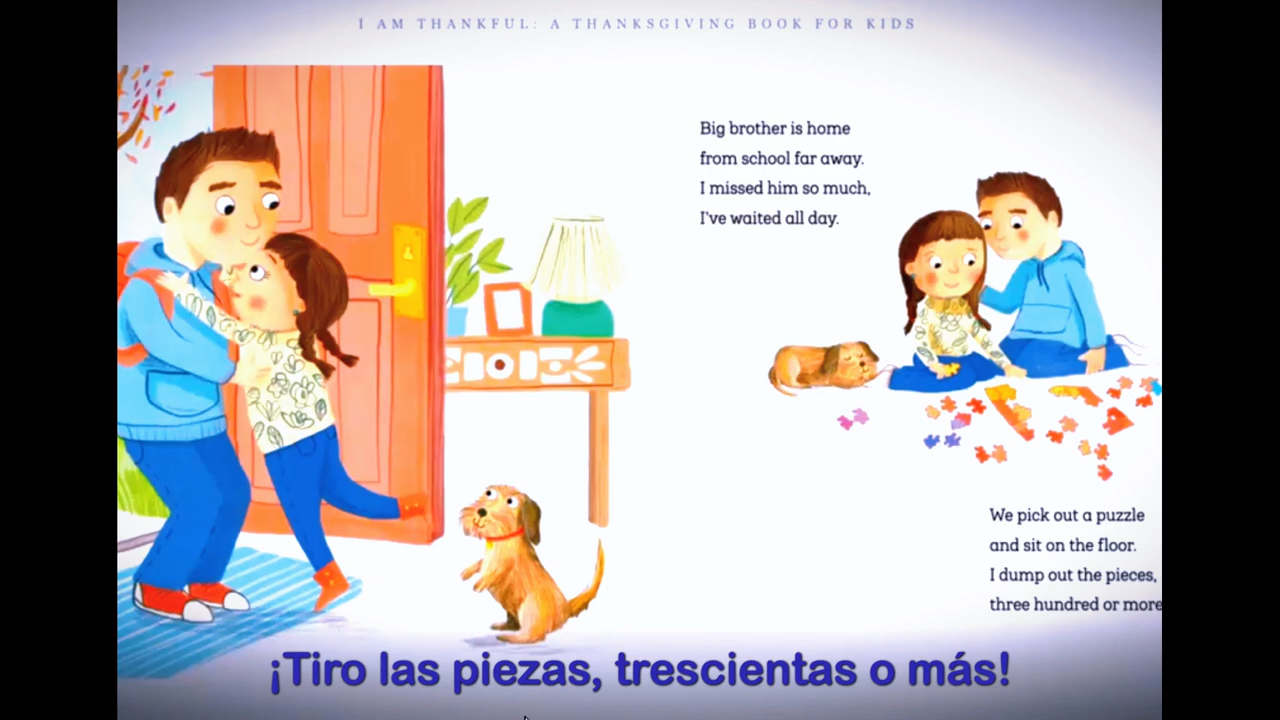 I AM THANKFUL: A THANKSGIVING BOOK FOR KIDS
Big brother is home
from school far away.
I missed him so much,
I've waited all day.
We pick out a puzzle
and sit on the floor.
I dump out the pieces,
three hundred or more
¡Tiro las piezas, trescientas o más!